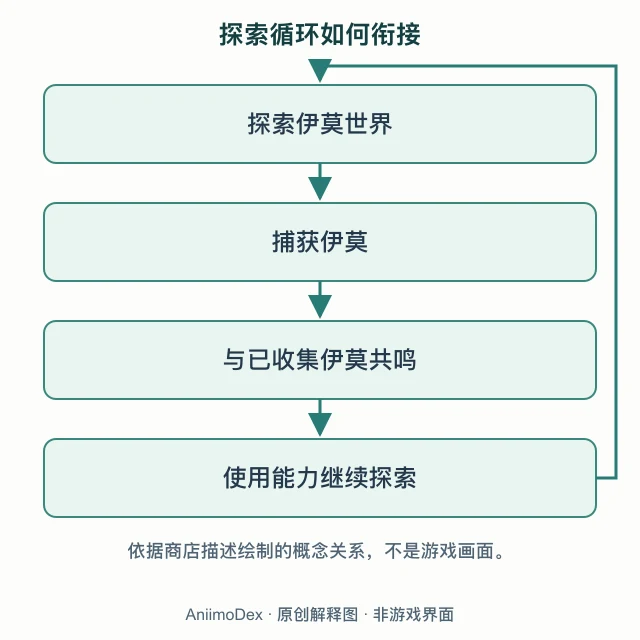 探索循环如何衔接
探索伊莫世界
捕获伊莫
与已收集伊莫共鸣
使用能力继续探索
依据商店描述绘制的概念关系，不是游戏画面。
AniimoDex · 原创解释图 · 非游戏界面